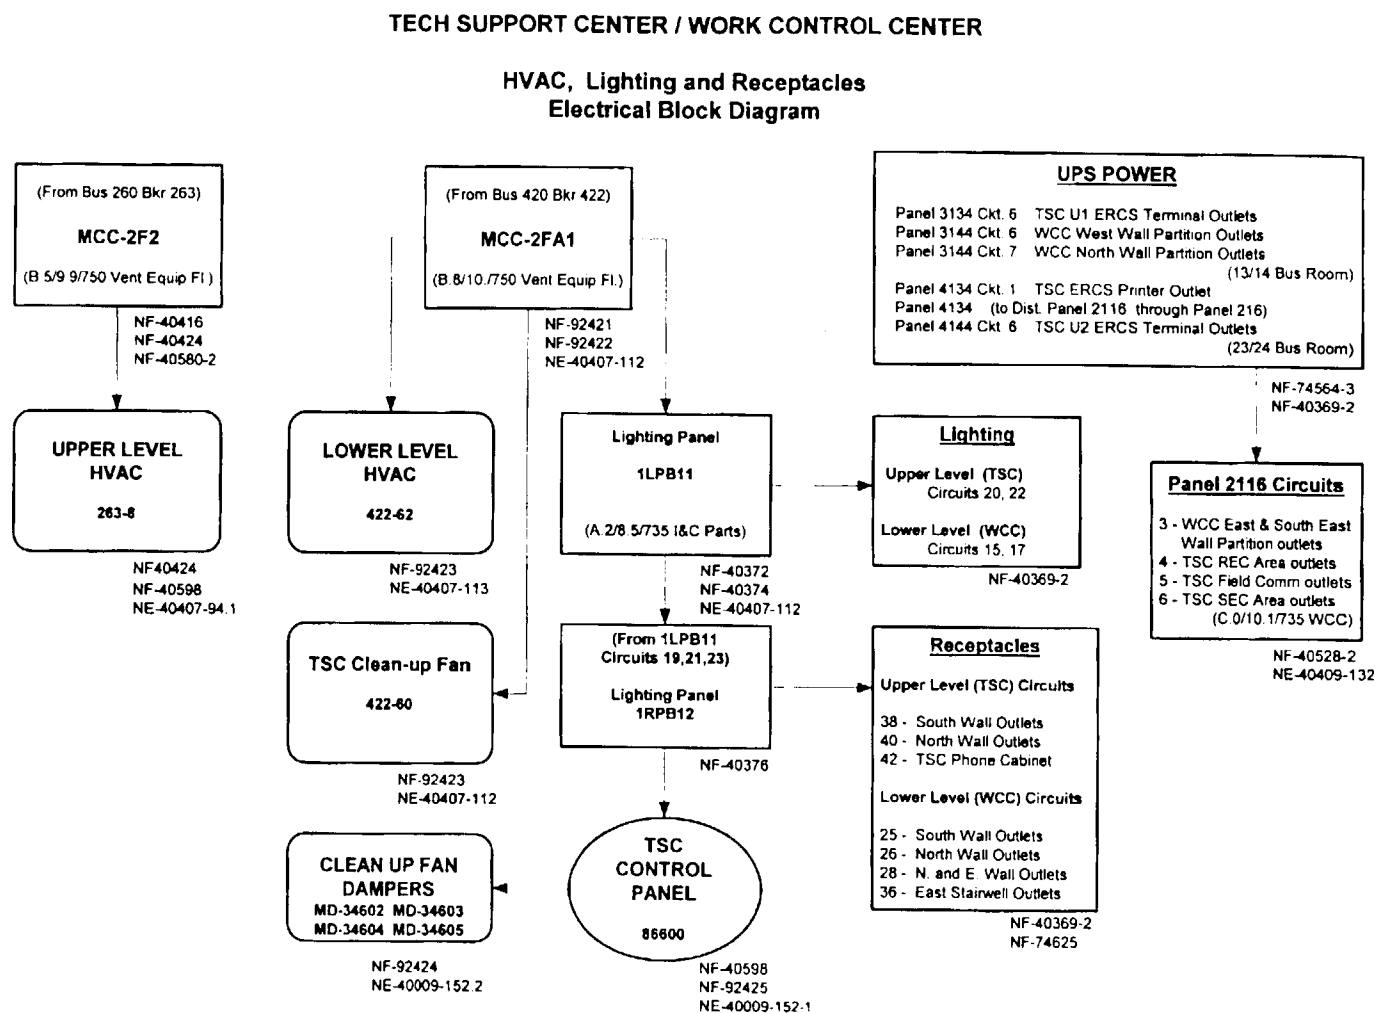 TECH SUPPORT CENTER / WORK CONTROL CENTER
HVAC, Lighting and Receptacles
Electrical Block Diagram
(From Bus 260 Bkr 263)
MCC-2F2
(B 5/9 9/750 Vent Equip Fl.)
NF-40416
NF-40424
NF-40580-2
UPPER LEVEL
HVAC
263-8
NF40424
NF-40598
NE-40407-94.1
(From Bus 420 Bkr 422)
MCC-2FA1
(B.8/10./750 Vent Equip Fl.)
NF-92421
NF-92422
NE-40407-112
LOWER LEVEL
HVAC
422-62
NF-92423
NE-40407-113
TSC Clean-up Fan
422-60
NF-92423
NE-40407-112
CLEAN UP FAN
DAMPERS
MD-34602 MD-34603
MD-34604 MD-34605
NF-92424
NE-40009-152.2
Lighting Panel
1LPB11
(A.2/8.5/735 I&C Parts)
NF-40372
NF-40374
NE-40407-112
(From 1LPB11
Circuits 19,21,23)
Lighting Panel
1RPB12
NF-40376
TSC
CONTROL
PANEL
86600
NF-40598
NF-92425
NE-40009-152-1
UPS POWER
Panel 3134 Ckt. 6 TSC U1 ERCS Terminal Outlets
Panel 3144 Ckt. 6 WCC West Wall Partition Outlets
Panel 3144 Ckt. 7 WCC North Wall Partition Outlets
(13/14 Bus Room)
Panel 4134 Ckt. 1 TSC ERCS Printer Outlet
Panel 4134 (to Dist. Panel 2116 through Panel 216)
Panel 4144 Ckt 6 TSC U2 ERCS Terminal Outlets
(23/24 Bus Room)
NF-74564-3
NF-40369-2
Lighting
Upper Level (TSC)
Circuits 20, 22
Lower Level (WCC)
Circuits 15, 17
NF-40369-2
Receptacles
Upper Level (TSC) Circuits
38 - South Wall Outlets
40 - North Wall Outlets
42 - TSC Phone Cabinet
Lower Level (WCC) Circuits
25 - South Wall Outlets
26 - North Wall Outlets
28 - N. and E. Wall Outlets
36 - East Stairwell Outlets
NF-40369-2
NF-74625
Panel 2116 Circuits
3 - WCC East & South East
Wall Partition outlets
4 - TSC REC Area outlets
5 - TSC Field Comm outlets
6 - TSC SEC Area outlets
(C.0/10.1/735 WCC)
NF-40528-2
NE-40409-132